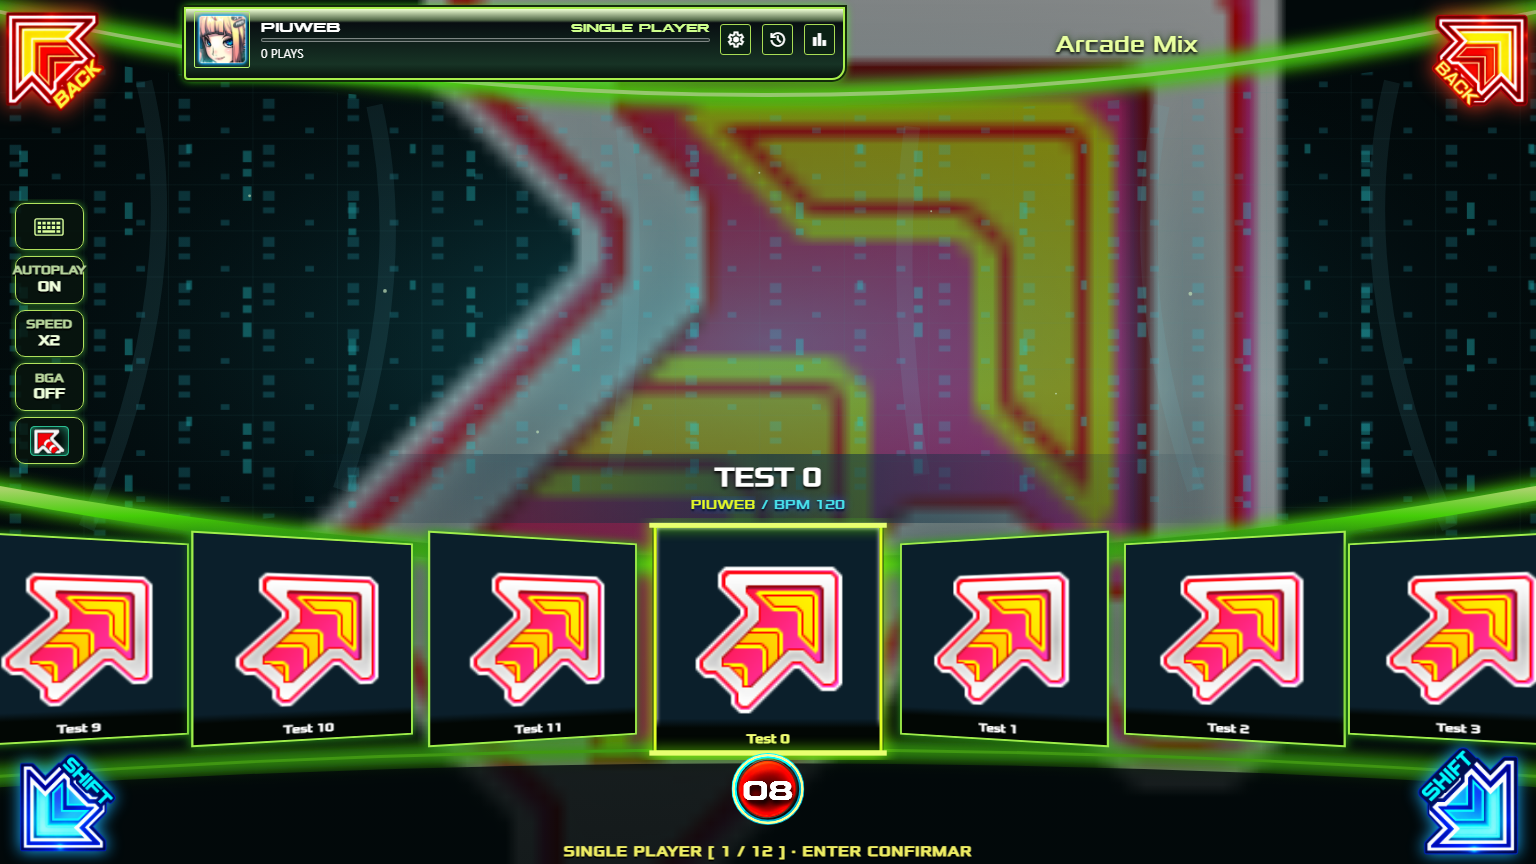 PIUWEB
SINGLE PLAYER
0 PLAYS
Arcade Mix
BACK
BACK
AUTOPLAY
ON
SPEED
X2
BGA
OFF
TEST 0
PIUWEB / BPM 120
Test 9
Test 10
Test 11
Test 0
Test 1
Test 2
Test 3
SHIFT
SHIFT
08
SINGLE PLAYER [ 1 / 12 ] · ENTER CONFIRMAR